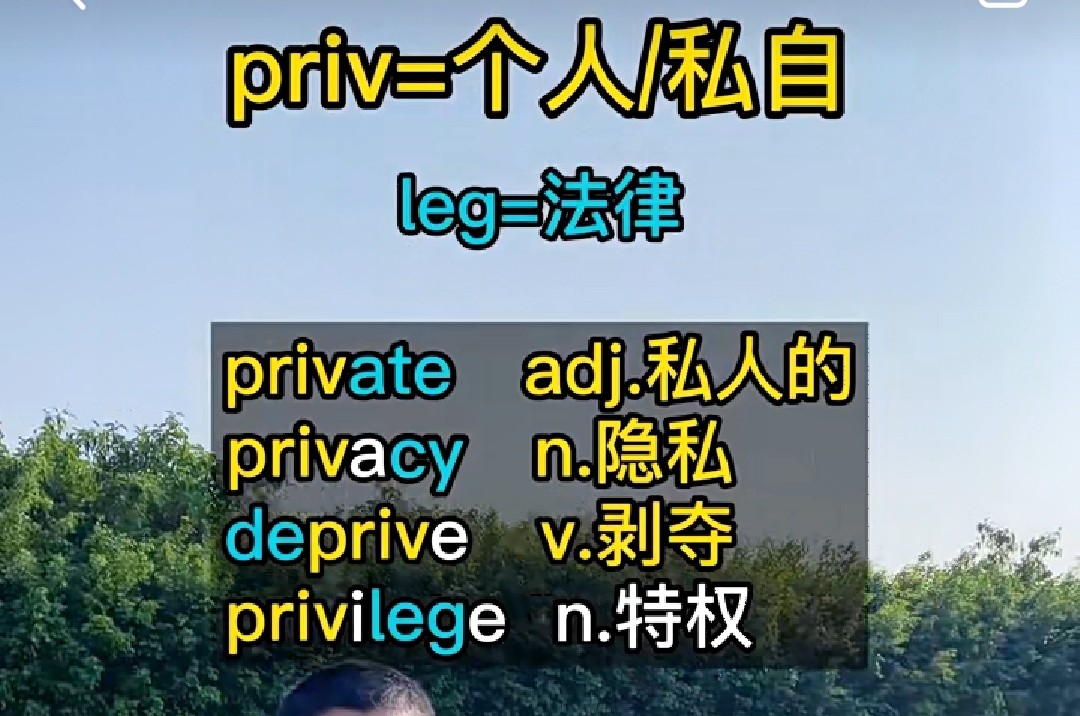 priv=个人/私自
leg=法律
private adj.私人的
privacy n.隐私
deprive v.剥夺
privilege n.特权